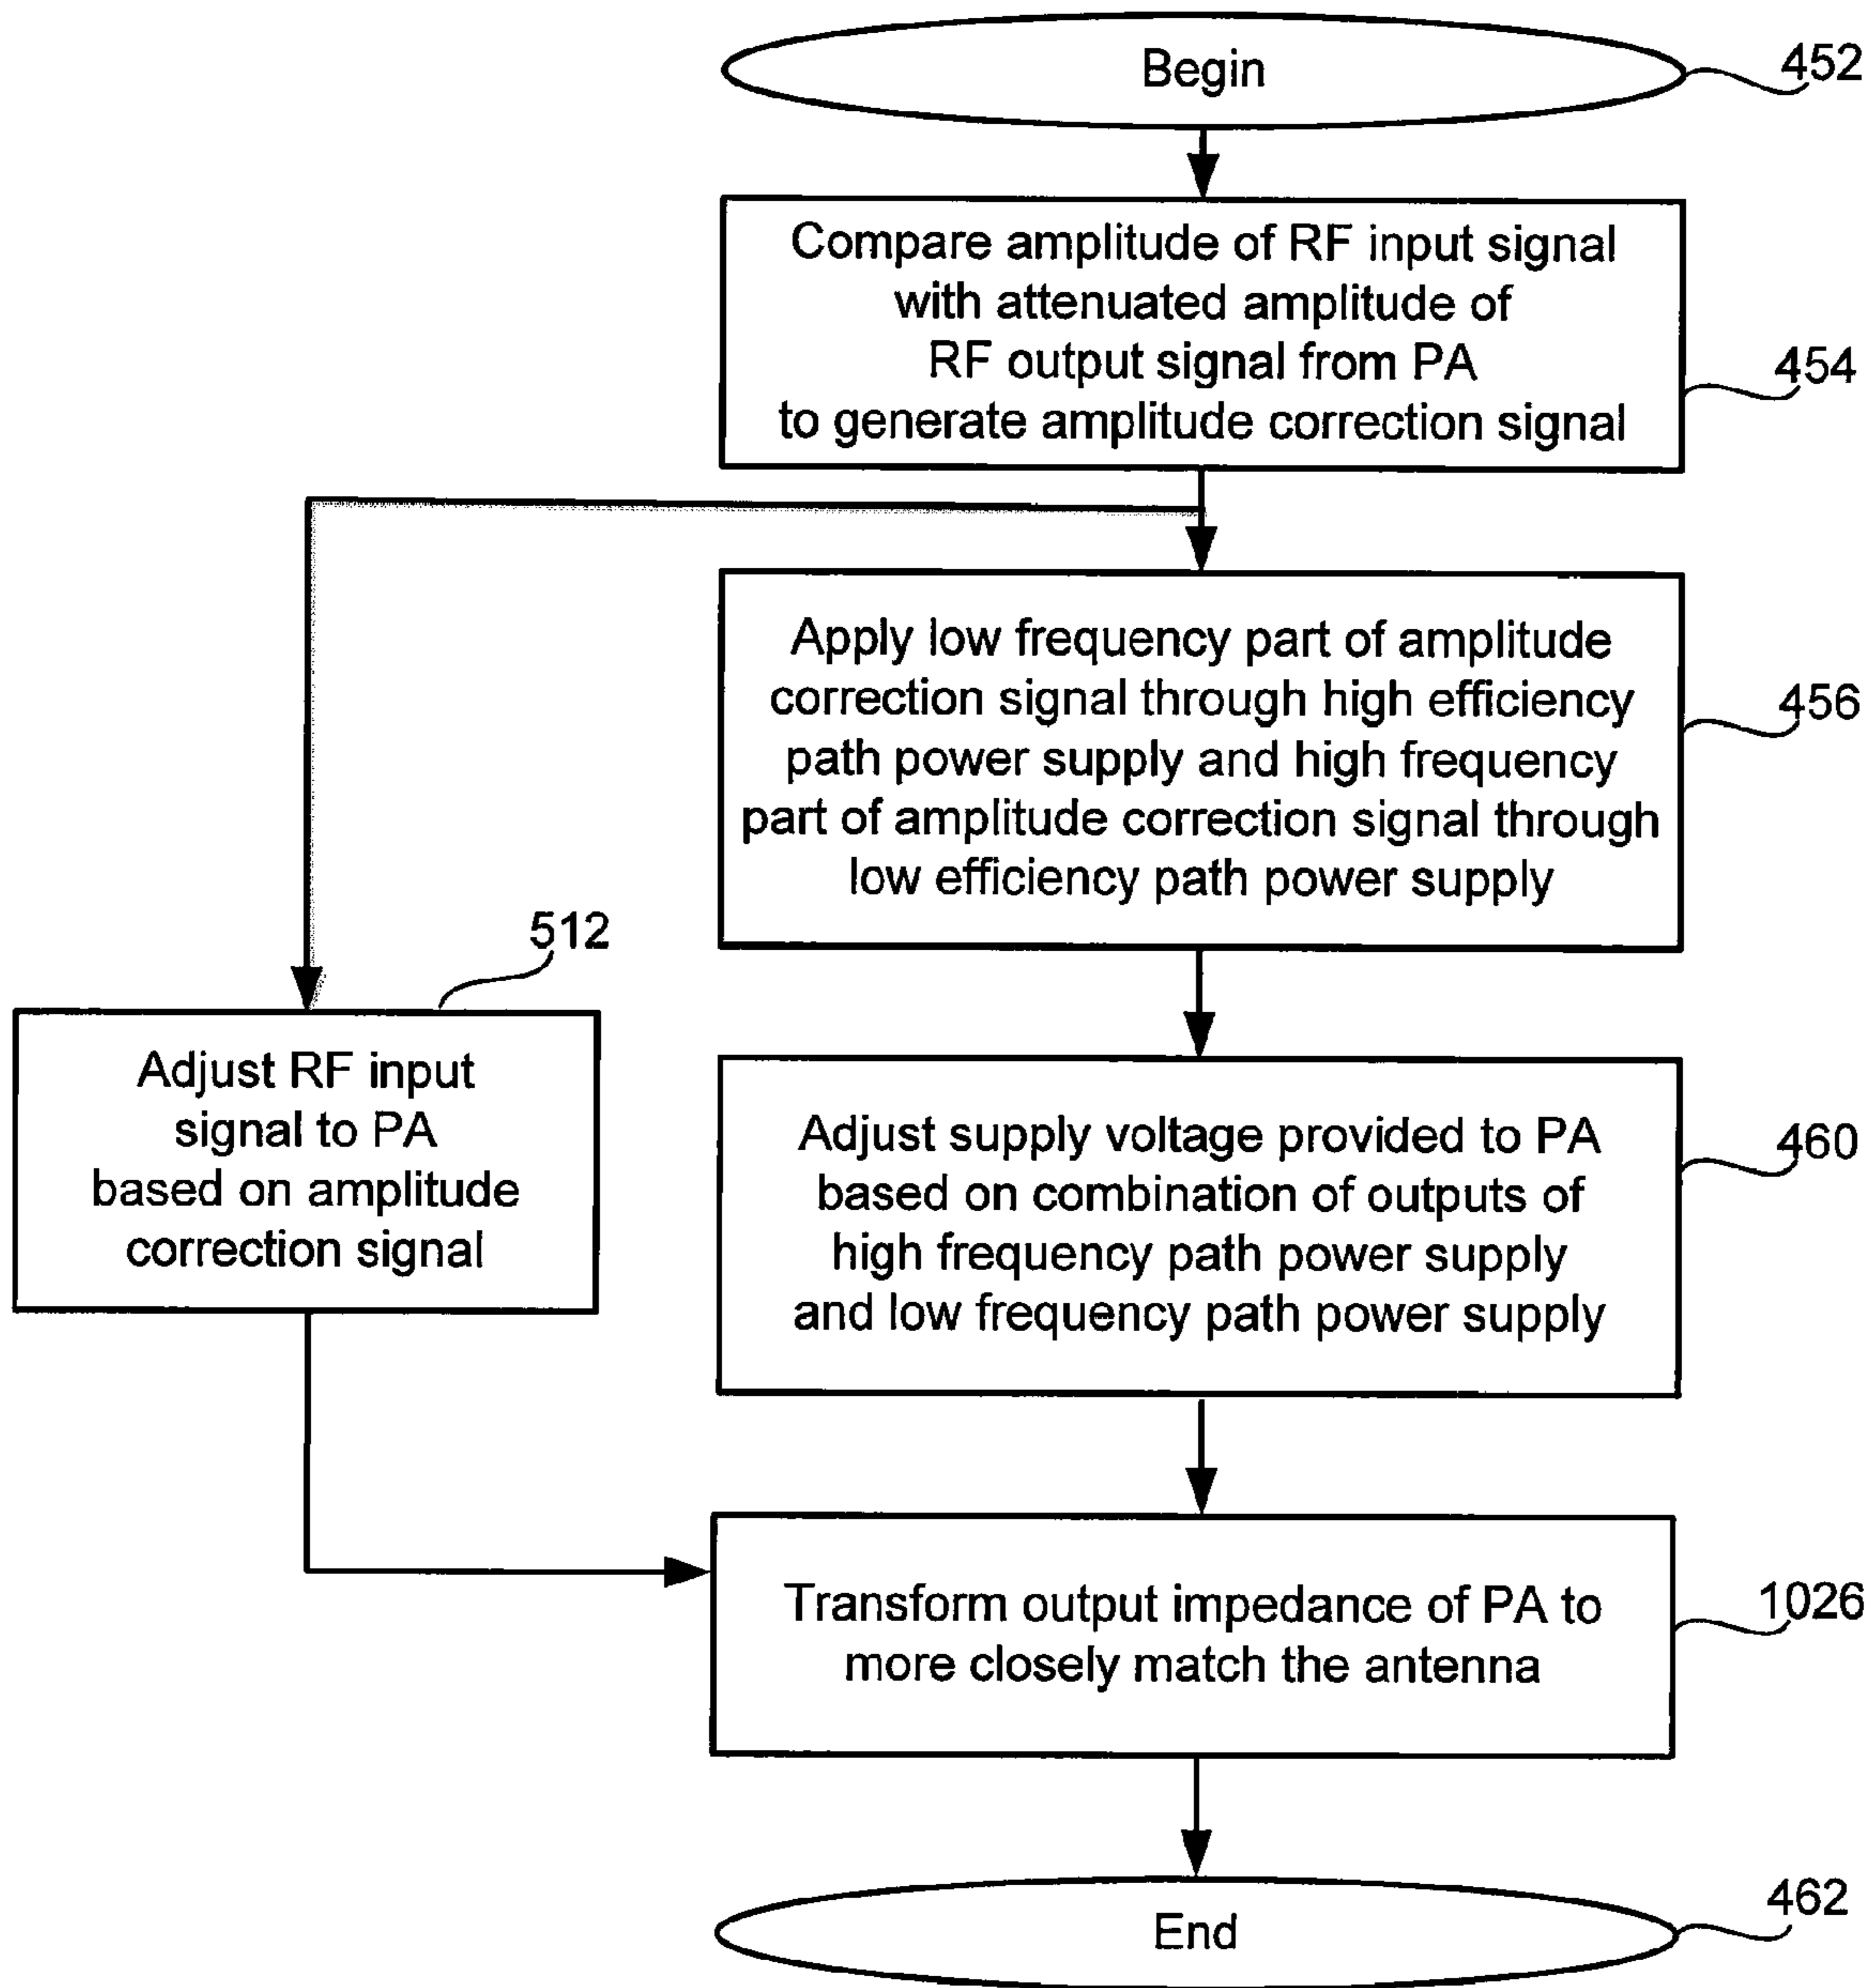 Begin
452
Compare amplitude of RF input signal
with attenuated amplitude of
RF output signal from PA
to generate amplitude correction signal
454
Apply low frequency part of amplitude
correction signal through high efficiency
path power supply and high frequency
part of amplitude correction signal through
low efficiency path power supply
456
512
Adjust RF input
signal to PA
based on amplitude
correction signal
Adjust supply voltage provided to PA
based on combination of outputs of
high frequency path power supply
and low frequency path power supply
460
Transform output impedance of PA to
more closely match the antenna
1026
End
462